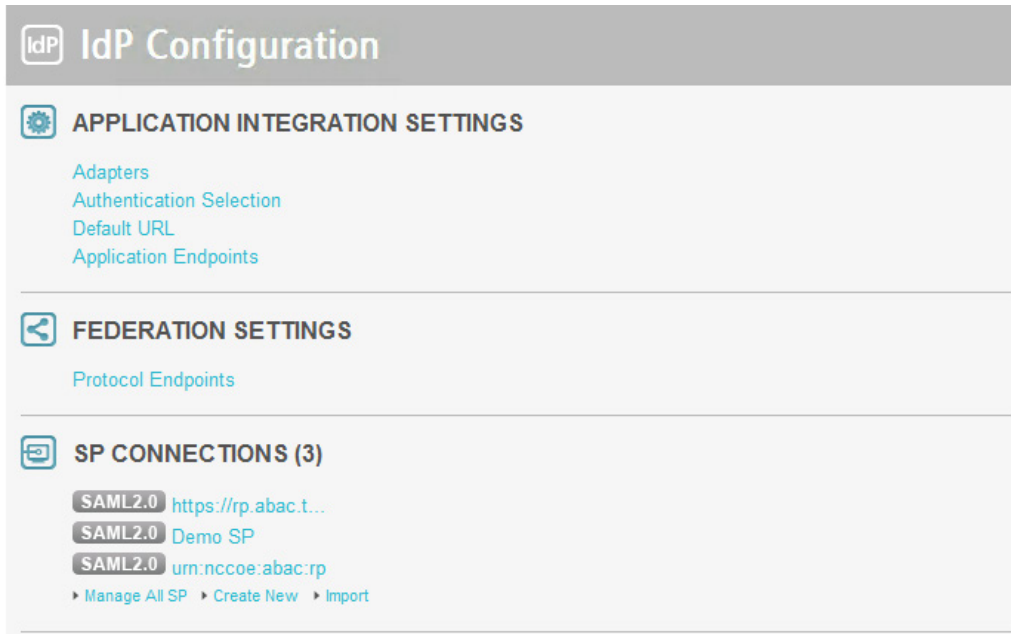 IdP IdP Configuration
APPLICATION INTEGRATION SETTINGS
Adapters
Authentication Selection
Default URL
Application Endpoints
FEDERATION SETTINGS
Protocol Endpoints
SP CONNECTIONS (3)
SAML2.0 https://rp.abac.t...
SAML2.0 Demo SP
SAML2.0 urn:nccoe:abac:rp
Manage All SP Create New Import